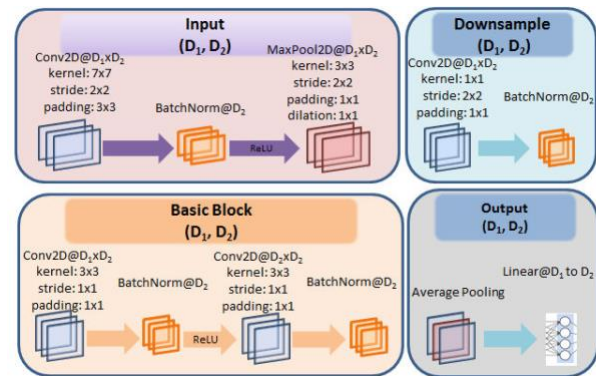 Input
(D₁, D₂)
Conv2D@D₁xD₂
kernel: 7x7
stride: 2x2
padding: 3x3
BatchNorm@D₂
ReLU
MaxPool2D@D₁xD₂
kernel: 3x3
stride: 2x2
padding: 1x1
dilation: 1x1
Downsample
(D₁, D₂)
Conv2D@D₁xD₂
kernel: 1x1
stride: 2x2
padding: 1x1
BatchNorm@D₂
Basic Block
(D₁, D₂)
Conv2D@D₁xD₂
kernel: 3x3
stride: 1x1
padding: 1x1
BatchNorm@D₂
ReLU
Conv2D@D₂xD₂
kernel: 3x3
stride: 1x1
padding: 1x1
BatchNorm@D₂
Output
(D₁, D₂)
Average Pooling
Linear@D₁ to D₂